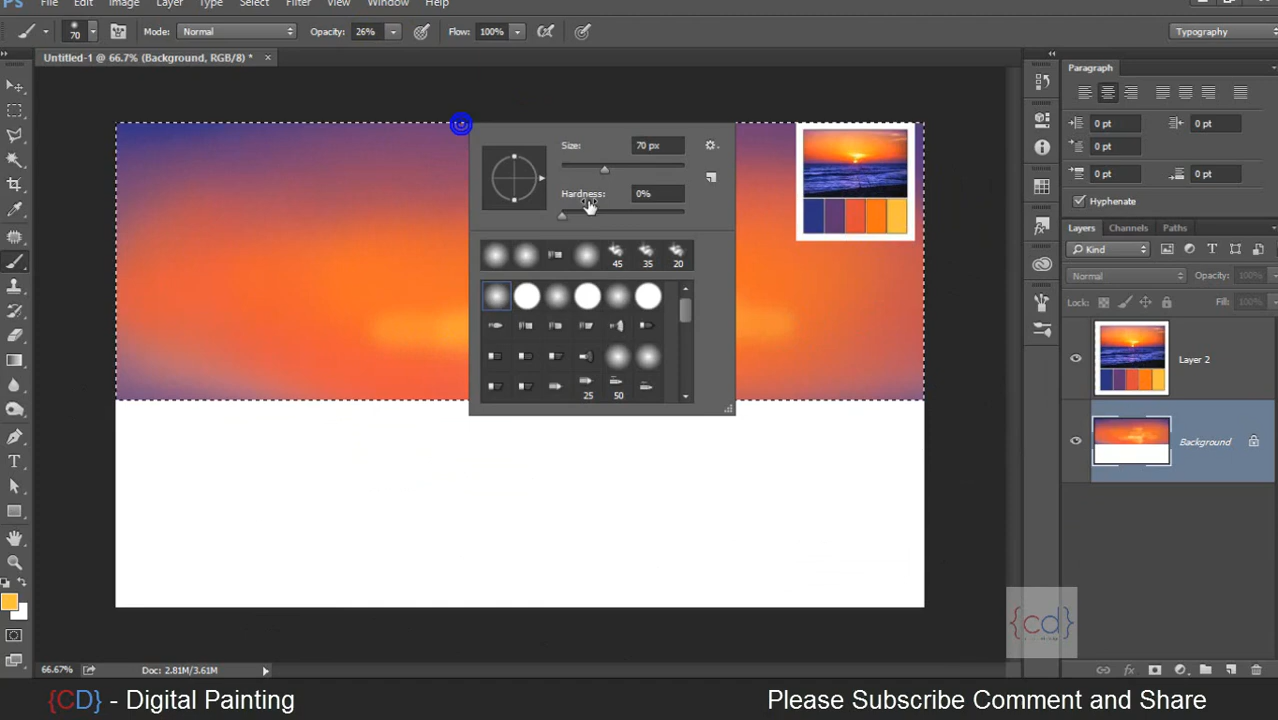 Ps File Edit Image Layer Type Select Filter View Window Help
70 Mode: Normal Opacity: 26% Flow: 100% Typography
Untitled-1 @ 66.7% (Background, RGB/8) * ×
Paragraph
0 pt 0 pt
0 pt
0 pt 0 pt
Hyphenate
Size: 70 px
Hardness: 0%
45 35 20
25 50
Layers Channels Paths
Kind
Normal Opacity: 100%
Lock: Fill: 100%
Layer 2
Background
{cd}
66.67% Doc: 2.81M/3.61M
{CD} - Digital Painting
Please Subscribe Comment and Share